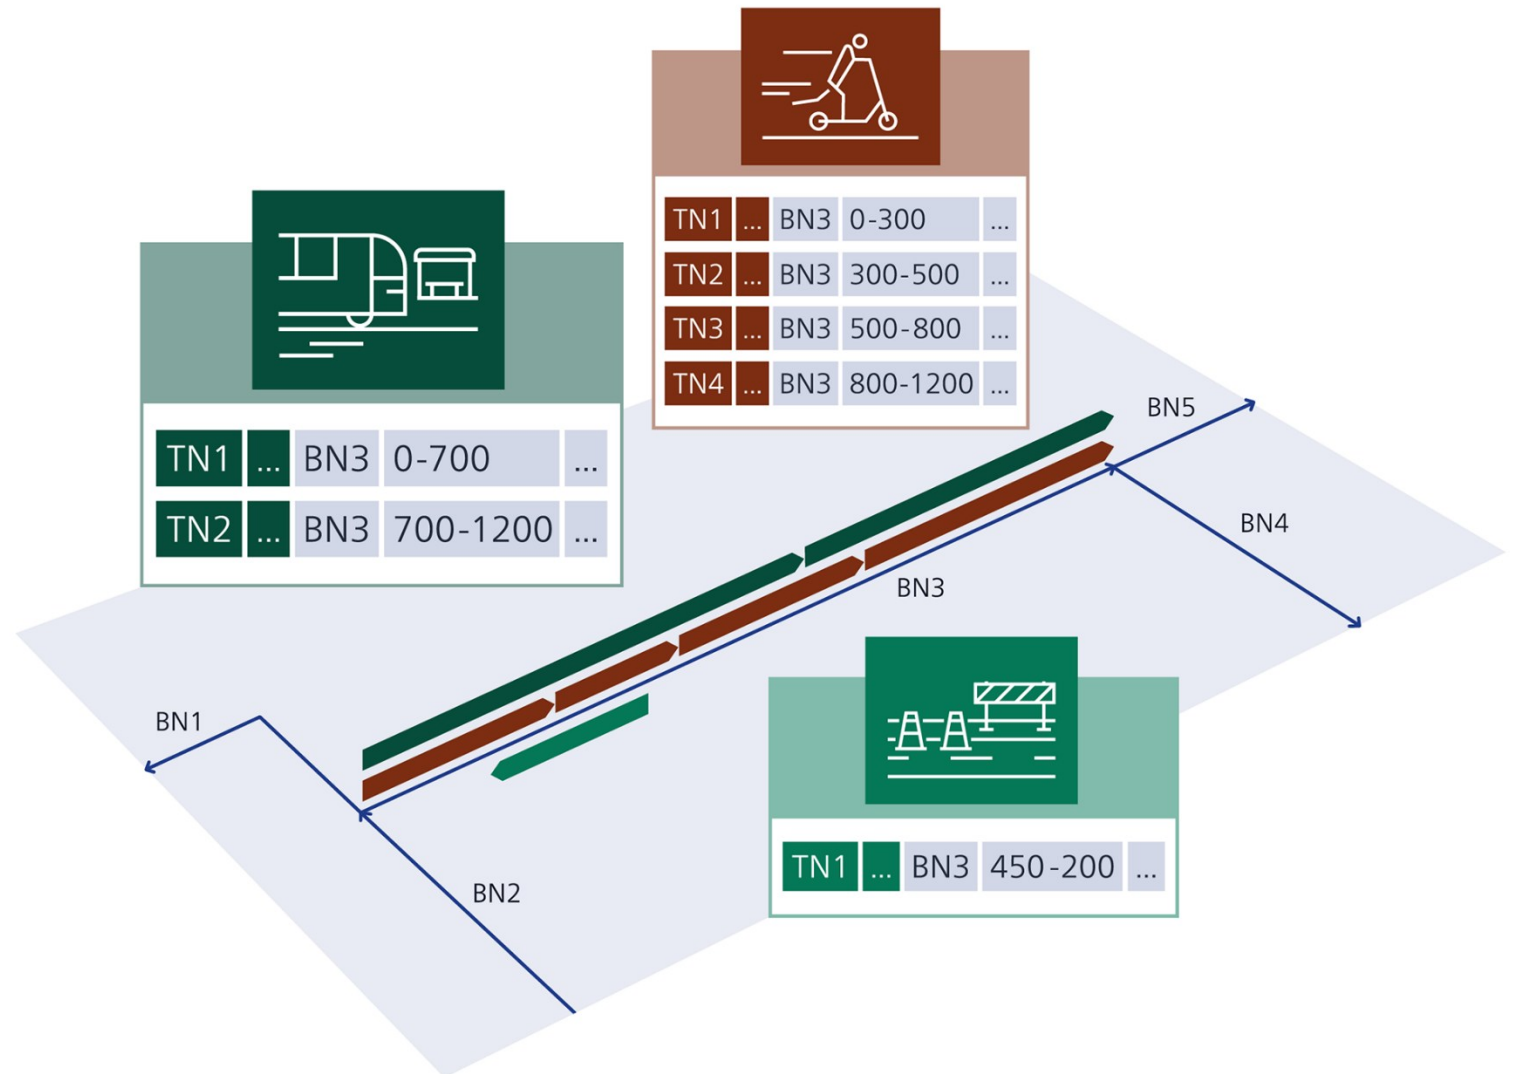 TN1 ... BN3 0-300 ...
TN2 ... BN3 300-500 ...
TN3 ... BN3 500-800 ...
TN4 ... BN3 800-1200 ...
TN1 ... BN3 0-700 ...
TN2 ... BN3 700-1200 ...
BN5
BN4
BN3
BN1
BN2
TN1 ... BN3 450-200 ...